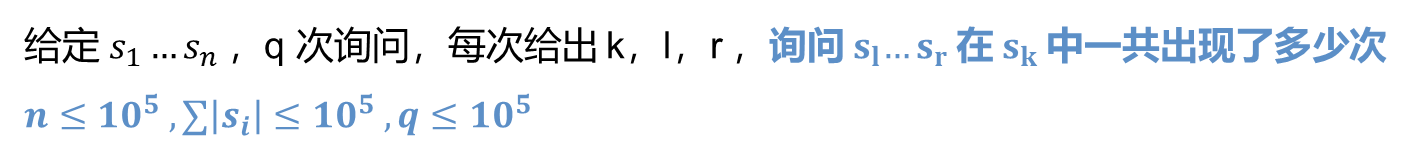 给定 s₁ … sₙ ，q 次询问，每次给出 k，l，r ，询问 sₗ … sᵣ 在 sₖ 中一共出现了多少次
n ≤ 10⁵ , ∑|sᵢ| ≤ 10⁵ , q ≤ 10⁵